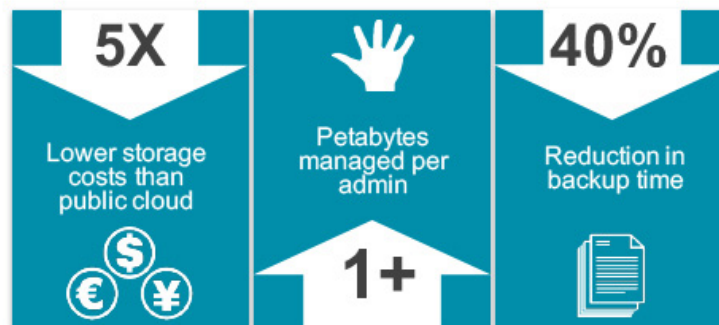 5X
Lower storage
costs than
public cloud
$
€
¥
Petabytes
managed per
admin
1+
40%
Reduction in
backup time